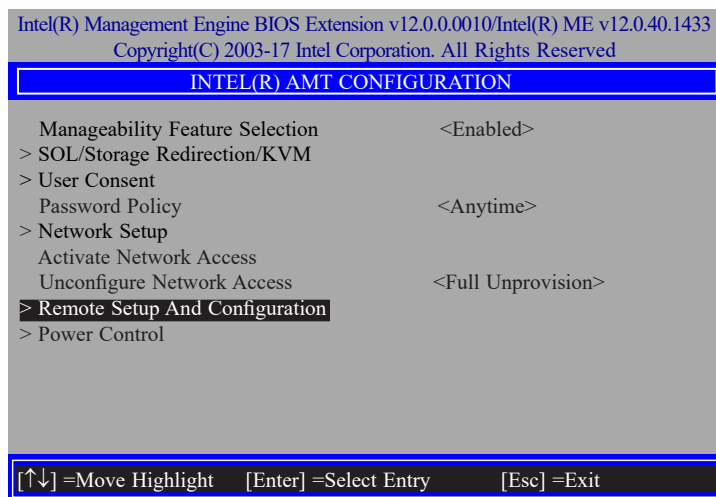 Intel(R) Management Engine BIOS Extension v12.0.0.0010/Intel(R) ME v12.0.40.1433
Copyright(C) 2003-17 Intel Corporation. All Rights Reserved
INTEL(R) AMT CONFIGURATION
Manageability Feature Selection <Enabled>
> SOL/Storage Redirection/KVM
> User Consent
Password Policy <Anytime>
> Network Setup
Activate Network Access
Unconfigure Network Access <Full Unprovision>
> Remote Setup And Configuration
> Power Control
[↑↓] =Move Highlight [Enter] =Select Entry [Esc] =Exit